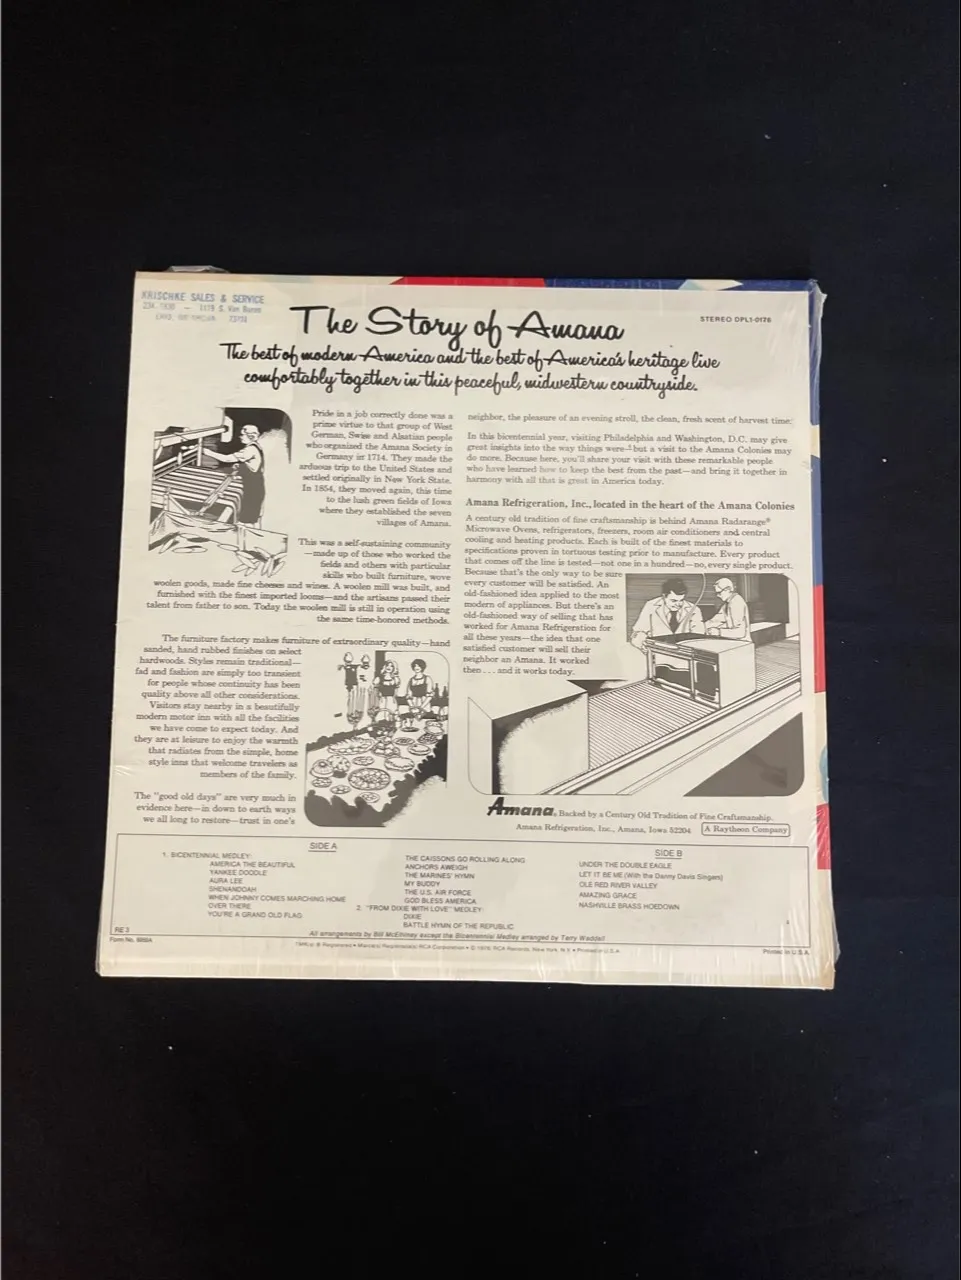 KRISCHKE SALES & SERVICE
1119 S. Van Buren
The Story of Amana
STEREO DPL1-0176
The best of modern America and the best of America's heritage live
comfortably together in this peaceful, midwestern countryside.
Pride in a job correctly done was a
prime virtue to that group of West
German, Swiss and Alsatian people
who organized the Amana Society in
Germany in 1714. They made the
arduous trip to the United States and
settled originally in New York State.
In 1854, they moved again, this time
to the lush green fields of Iowa
where they established the seven
villages of Amana.
This was a self-sustaining community
—made up of those who worked the
fields and others with particular
skills who built furniture, wove
woolen goods, made fine cheeses and wines. A woolen mill was built, and
furnished with the finest imported looms—and the artisans passed their
talent from father to son. Today the woolen mill is still in operation using
the same time-honored methods.
The furniture factory makes furniture of extraordinary quality—hand
sanded, hand rubbed finishes on select
hardwoods. Styles remain traditional—
fad and fashion are simply too transient
for people whose continuity has been
quality above all other considerations.
Visitors stay nearby in a beautifully
modern motor inn with all the facilities
we have come to expect today. And
they are at leisure to enjoy the warmth
that radiates from the simple, home
style inns that welcome travelers as
members of the family.
The "good old days" are very much in
evidence here—in down to earth ways
we all long to restore—trust in one's
neighbor, the pleasure of an evening stroll, the clean, fresh scent of harvest time.
In this bicentennial year, visiting Philadelphia and Washington, D.C. may give
great insights into the way things were—but a visit to the Amana Colonies may
do more. Because here, you'll share your visit with these remarkable people
who have learned how to keep the best from the past—and bring it together in
harmony with all that is great in America today.
Amana Refrigeration, Inc., located in the heart of the Amana Colonies
A century old tradition of fine craftsmanship is behind Amana Radarange®
Microwave Ovens, refrigerators, freezers, room air conditioners and central
cooling and heating products. Each is built of the finest materials to
specifications proven in tortuous testing prior to manufacture. Every product
that comes off the line is tested—not one in a hundred—no, every single product.
Because that's the only way to be sure
every customer will be satisfied. An
old-fashioned idea applied to the most
modern of appliances. But there's an
old-fashioned way of selling that has
worked for Amana Refrigeration for
all these years—the idea that one
satisfied customer will sell their
neighbor an Amana. It worked
then . . . and it works today.
Amana. Backed by a Century Old Tradition of Fine Craftsmanship.
Amana Refrigeration, Inc., Amana, Iowa 52204 A Raytheon Company
SIDE A
1. BICENTENNIAL MEDLEY:
AMERICA THE BEAUTIFUL
YANKEE DOODLE
AURA LEE
SHENANDOAH
WHEN JOHNNY COMES MARCHING HOME
OVER THERE
YOU'RE A GRAND OLD FLAG
THE CAISSONS GO ROLLING ALONG
ANCHORS AWEIGH
THE MARINES' HYMN
MY BUDDY
THE U.S. AIR FORCE
GOD BLESS AMERICA
2. "FROM DIXIE WITH LOVE" MEDLEY:
DIXIE
BATTLE HYMN OF THE REPUBLIC
SIDE B
UNDER THE DOUBLE EAGLE
LET IT BE ME (With the Danny Davis Singers)
OLE RED RIVER VALLEY
AMAZING GRACE
NASHVILLE BRASS HOEDOWN
RE 3
All arrangements by Bill McElhiney except the Bicentennial Medley arranged by Terry Waddell
Form No.
RCA Records, New York, N.Y. • Printed in U.S.A.
Printed in U.S.A.